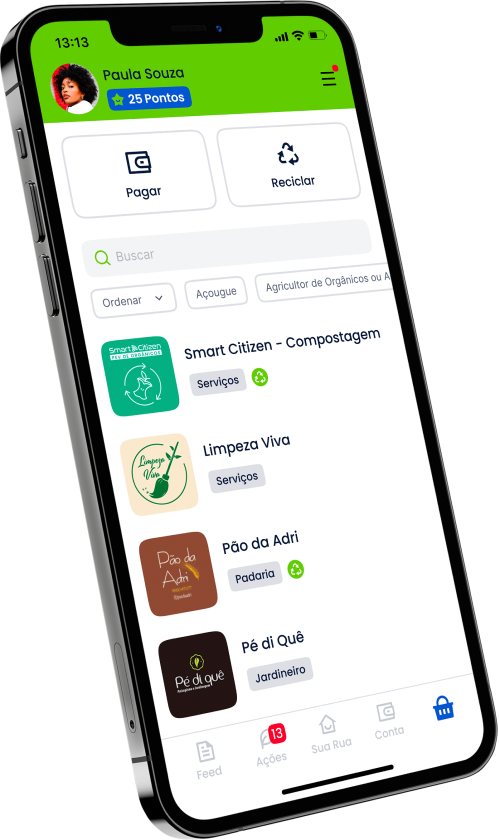 13:13
Paula Souza
25 Pontos
Pagar
Reciclar
Buscar
Ordenar
Açougue
Agricultor de Orgânicos ou A
Smart Citizen
PEV DE ORGÂNICOS
Smart Citizen - Compostagem
Serviços
Limpeza
Viva
Limpeza Viva
Serviços
Pão da
Adri
Pão da Adri
Padaria
Pé di quê
Pé di Quê
Jardineiro
Feed
13
Ações
Sua Rua
Conta